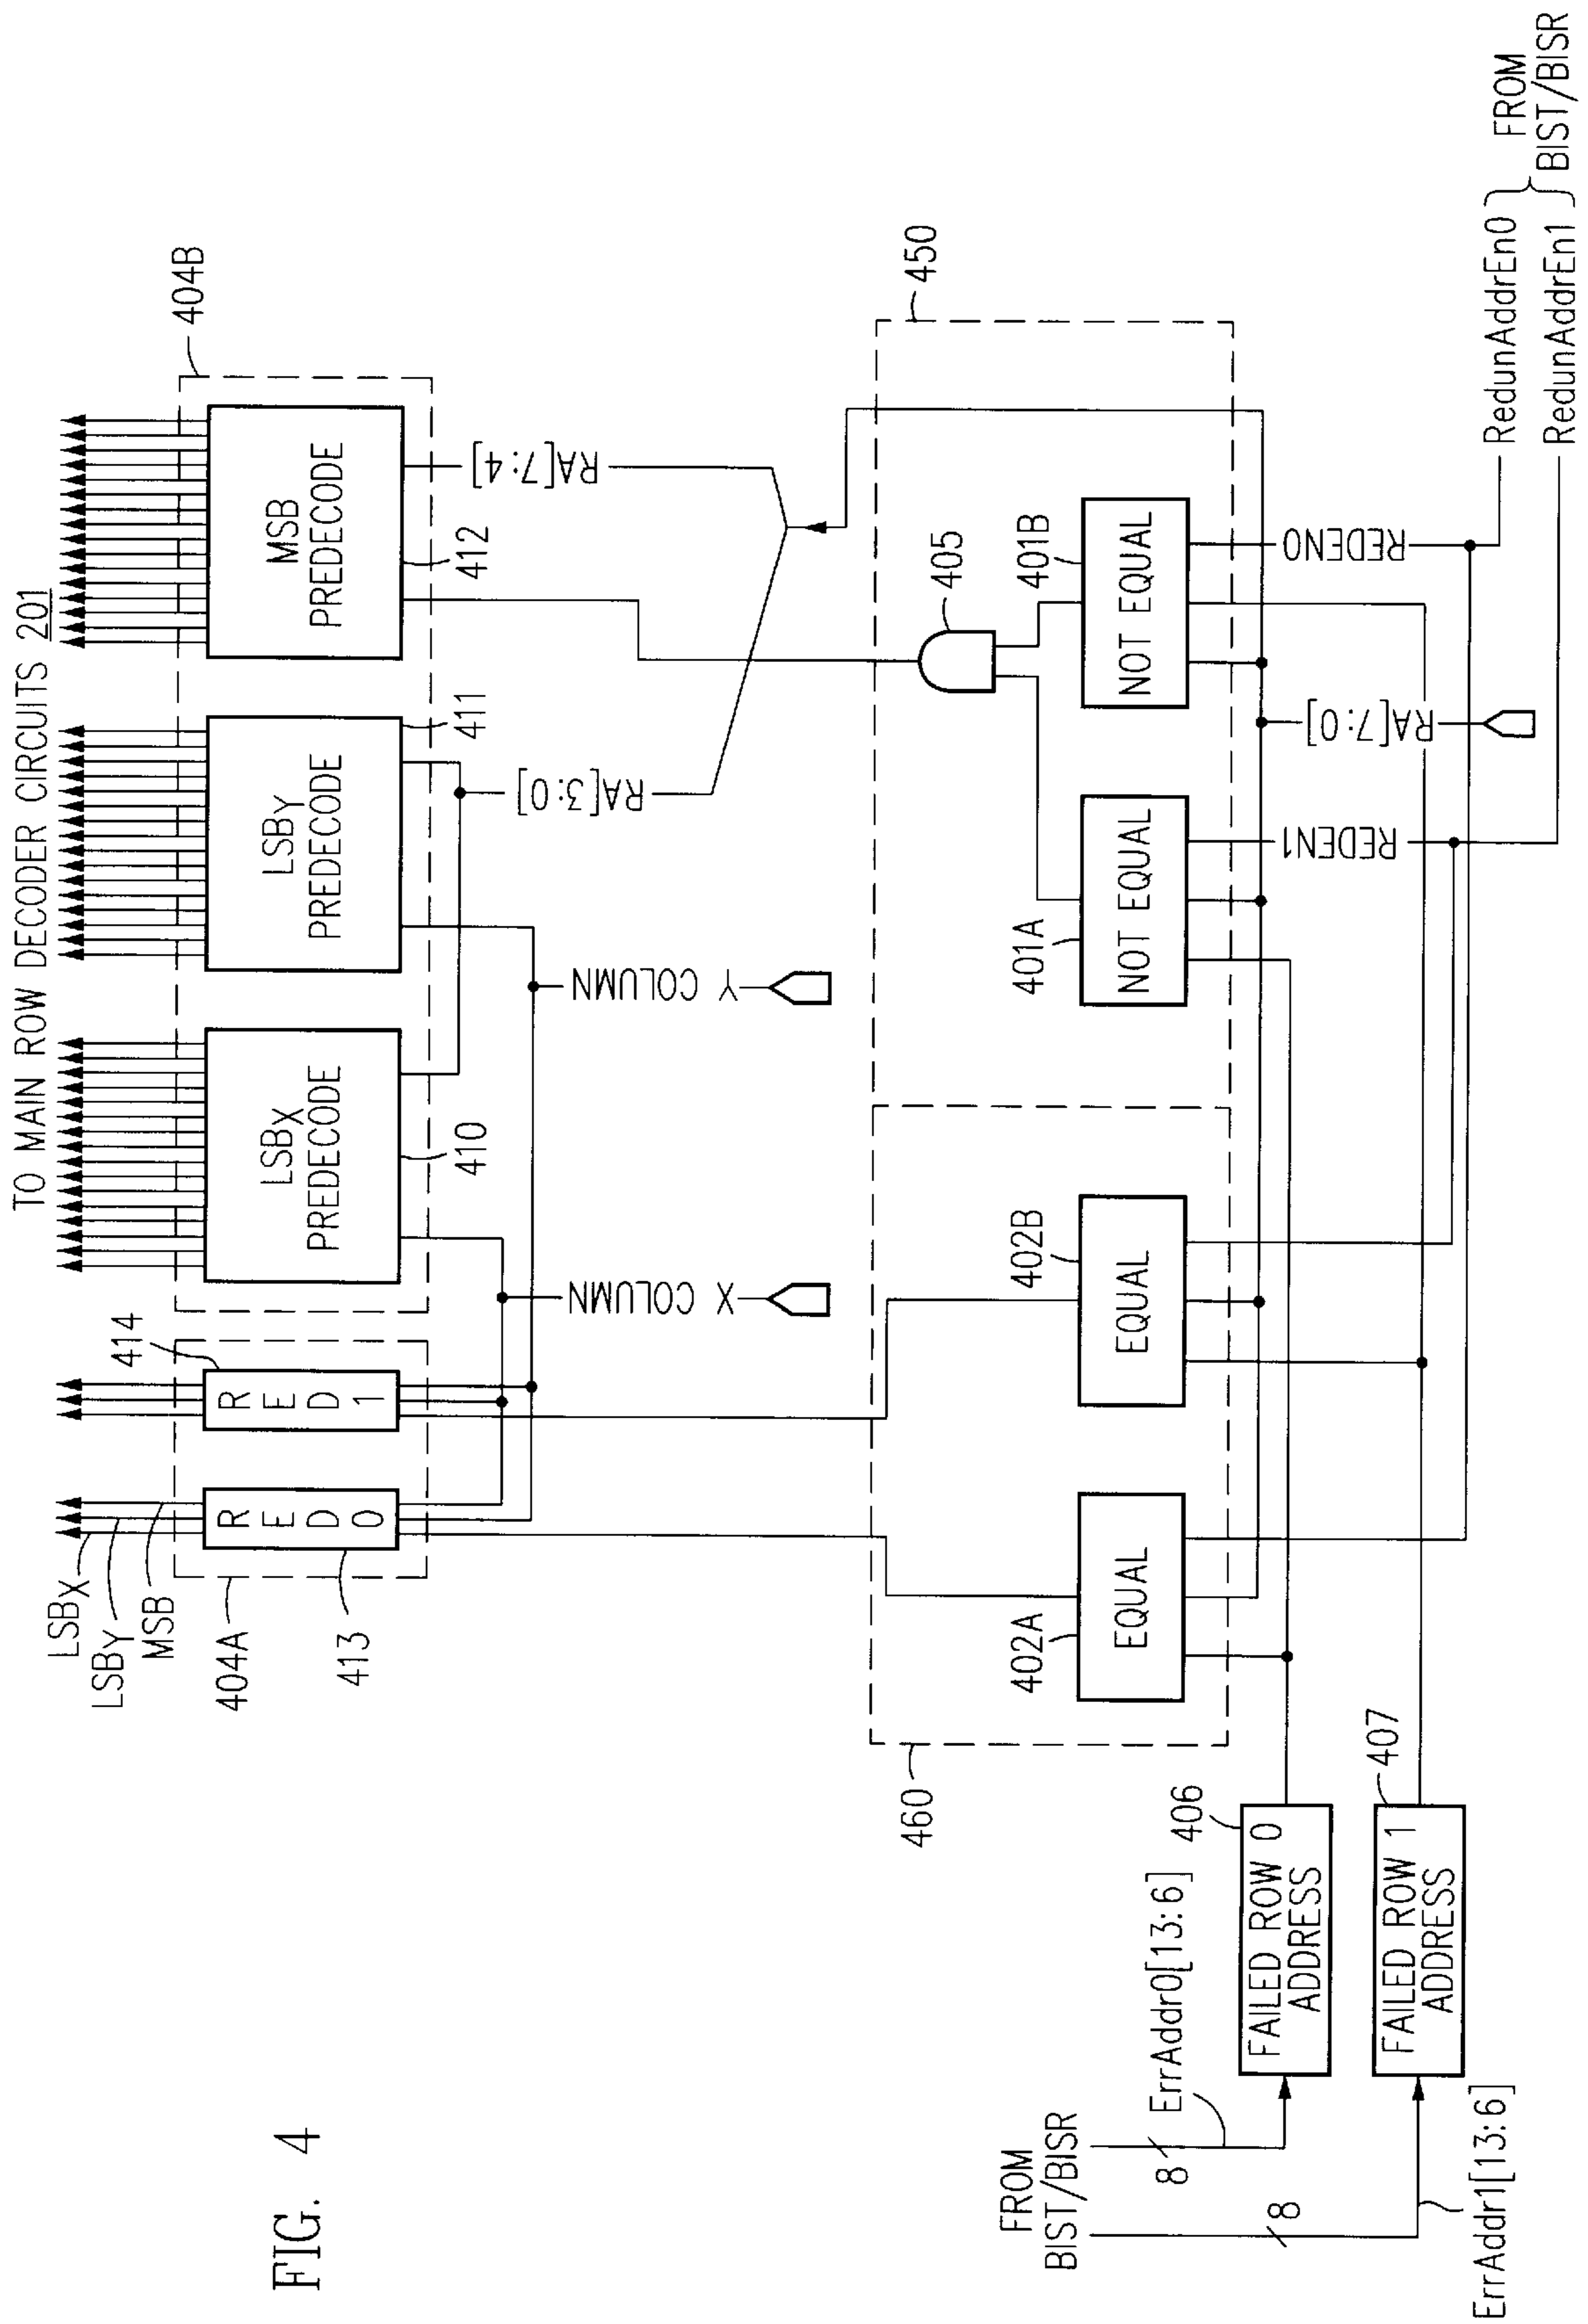 TO MAIN ROW DECODER CIRCUITS 201
LSBX
LSBY
MSB
404A
413
RED0
414
RED1
LSBX
PREDECODE
410
LSBY
PREDECODE
411
MSB
PREDECODE
412
404B
X COLUMN
Y COLUMN
RA[3:0]
RA[7:4]
460
402A
EQUAL
402B
EQUAL
401A
NOT EQUAL
405
401B
NOT EQUAL
450
REDEN1
RA[7:0]
REDEN0
RedunAddrEn0
RedunAddrEn1
FROM
BIST/BISR
FROM
BIST/BISR
8
8
ErrAddr0[13:6]
ErrAddr1[13:6]
406
FAILED ROW 0
ADDRESS
407
FAILED ROW 1
ADDRESS
FIG. 4